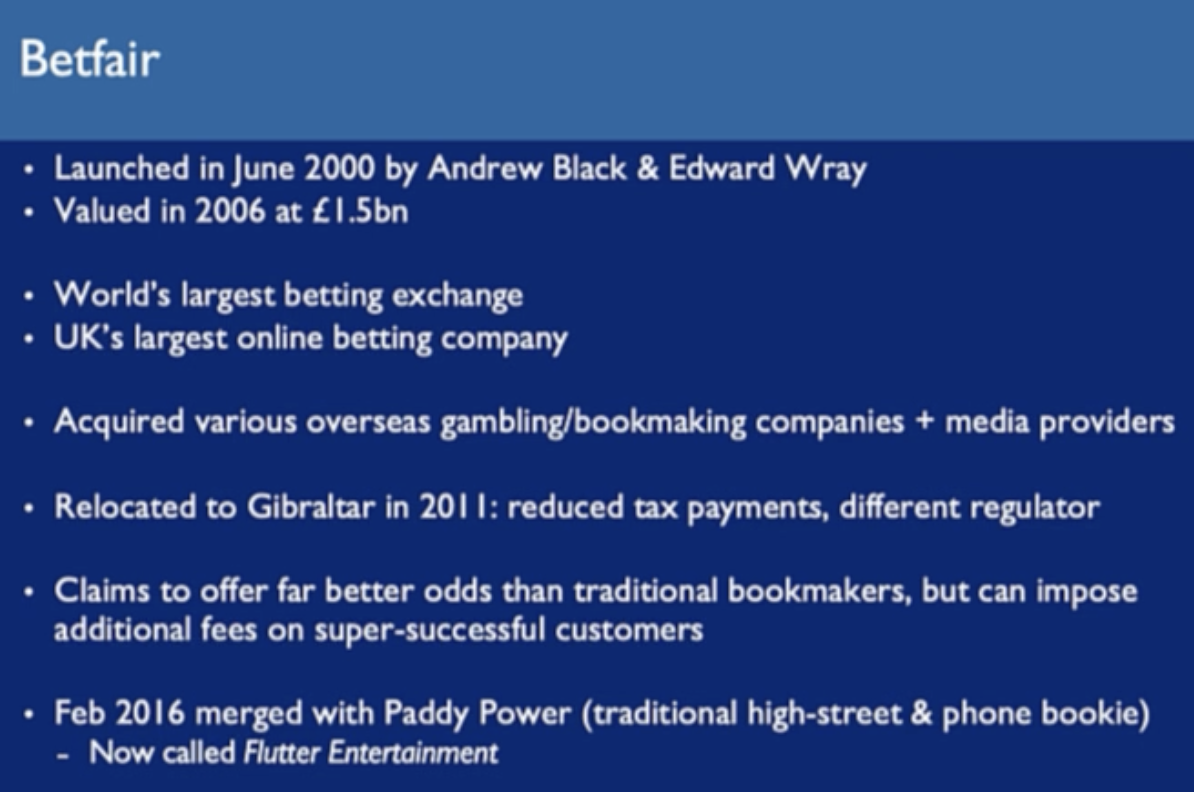 Betfair
• Launched in June 2000 by Andrew Black & Edward Wray
• Valued in 2006 at £1.5bn
• World's largest betting exchange
• UK's largest online betting company
• Acquired various overseas gambling/bookmaking companies + media providers
• Relocated to Gibraltar in 2011: reduced tax payments, different regulator
• Claims to offer far better odds than traditional bookmakers, but can impose
additional fees on super-successful customers
• Feb 2016 merged with Paddy Power (traditional high-street & phone bookie)
- Now called Flutter Entertainment